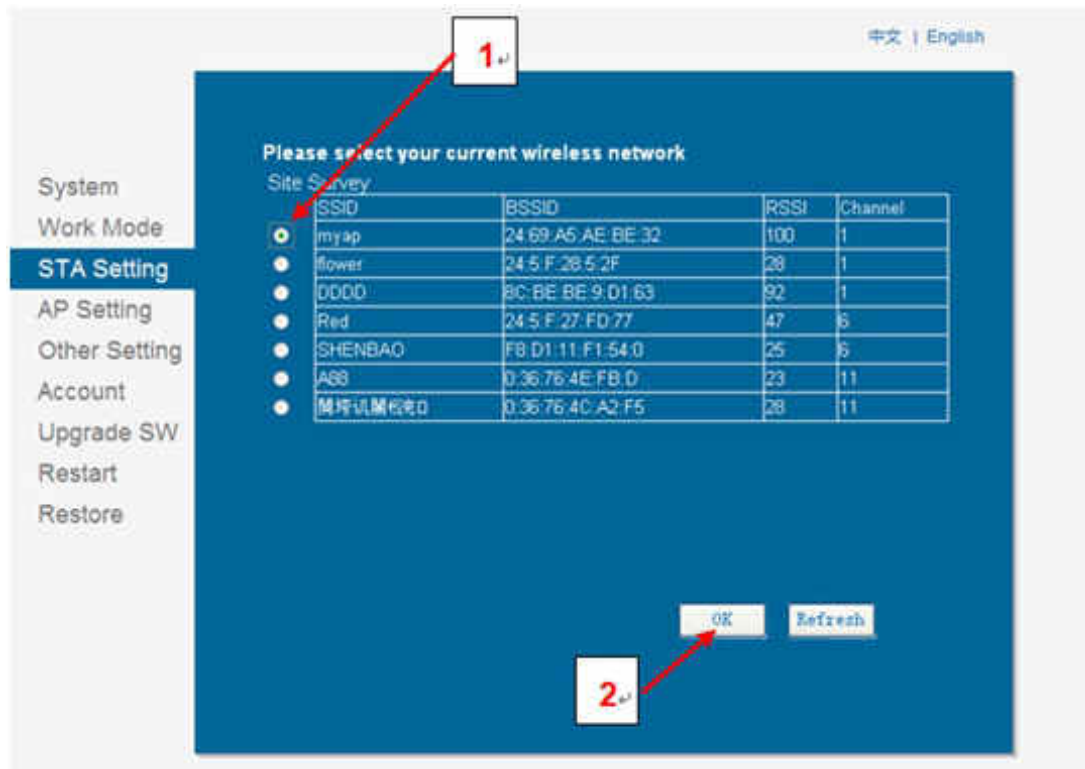 中文 | English
1
Please select your current wireless network
Site Survey
SSID BSSID RSSI Channel
myap 24:69:A5:AE:BE:32 100 1
flower 24:5:F:28:5:2F 28 1
DDDD 8C:BE:BE:9:D1:63 92 1
Red 24:5:F:27:FD:77 47 6
SHENBAO F8:D1:11:F1:54:0 25 6
A88 0:36:76:4E:FB:D 23 11
0:36:76:4C:A2:F5 28 11
System
Work Mode
STA Setting
AP Setting
Other Setting
Account
Upgrade SW
Restart
Restore
OK Refresh
2